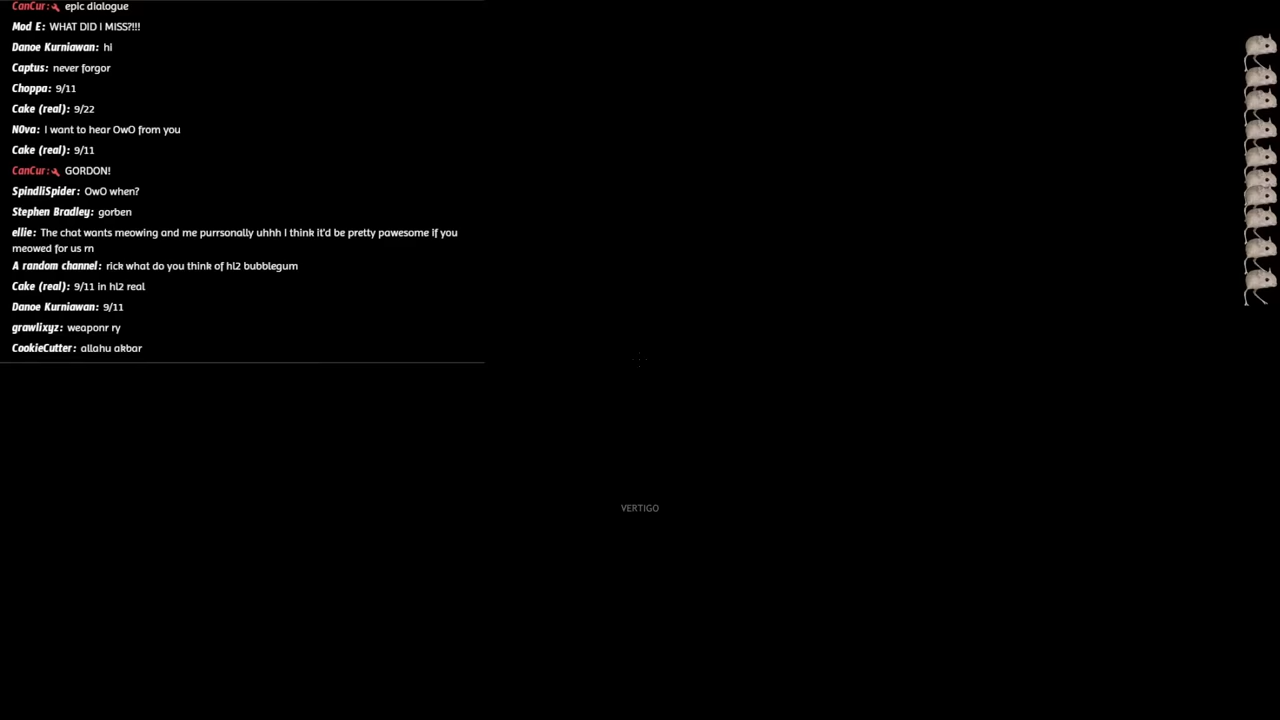 CanCur: epic dialogue
Mod E: WHAT DID I MISS?!!!
Danoe Kurniawan: hi
Captus: never forgor
Choppa: 9/11
Cake (real): 9/22
N0va: I want to hear OwO from you
Cake (real): 9/11
CanCur: GORDON!
SpindliSpider: OwO when?
Stephen Bradley: gorben
ellie: The chat wants meowing and me purrsonally uhhh I think it'd be pretty pawesome if you
meowed for us rn
A random channel: rick what do you think of hl2 bubblegum
Cake (real): 9/11 in hl2 real
Danoe Kurniawan: 9/11
grawlixyz: weaponr ry
CookieCutter: allahu akbar
VERTIGO